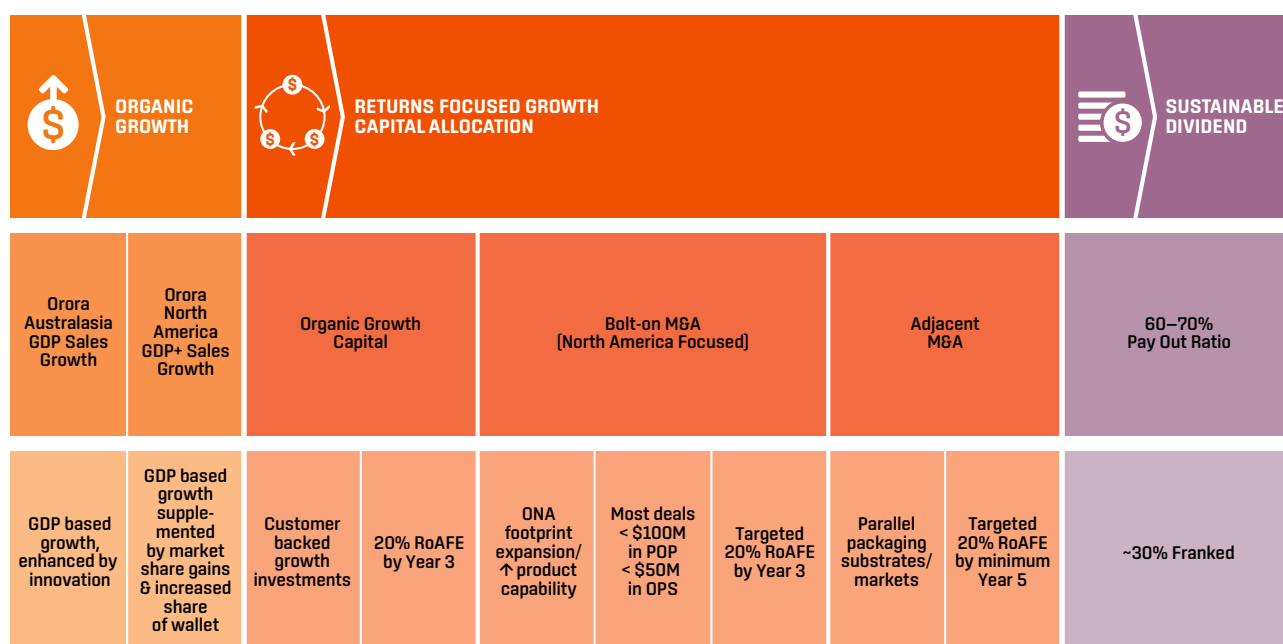 ORGANIC
GROWTH
RETURNS FOCUSED GROWTH
CAPITAL ALLOCATION
SUSTAINABLE
DIVIDEND
Orora
Australasia
GDP Sales
Growth
Orora
North
America
GDP+ Sales
Growth
Organic Growth
Capital
Bolt-on M&A
(North America Focused)
Adjacent
M&A
60–70%
Pay Out Ratio
GDP based
growth,
enhanced by
innovation
GDP based
growth
supple-
mented
by market
share gains
& increased
share
of wallet
Customer
backed
growth
investments
20% RoAFE
by Year 3
ONA
footprint
expansion/
↑ product
capability
Most deals
< $100M
in POP
< $50M
in OPS
Targeted
20% RoAFE
by Year 3
Parallel
packaging
substrates/
markets
Targeted
20% RoAFE
by minimum
Year 5
~30% Franked